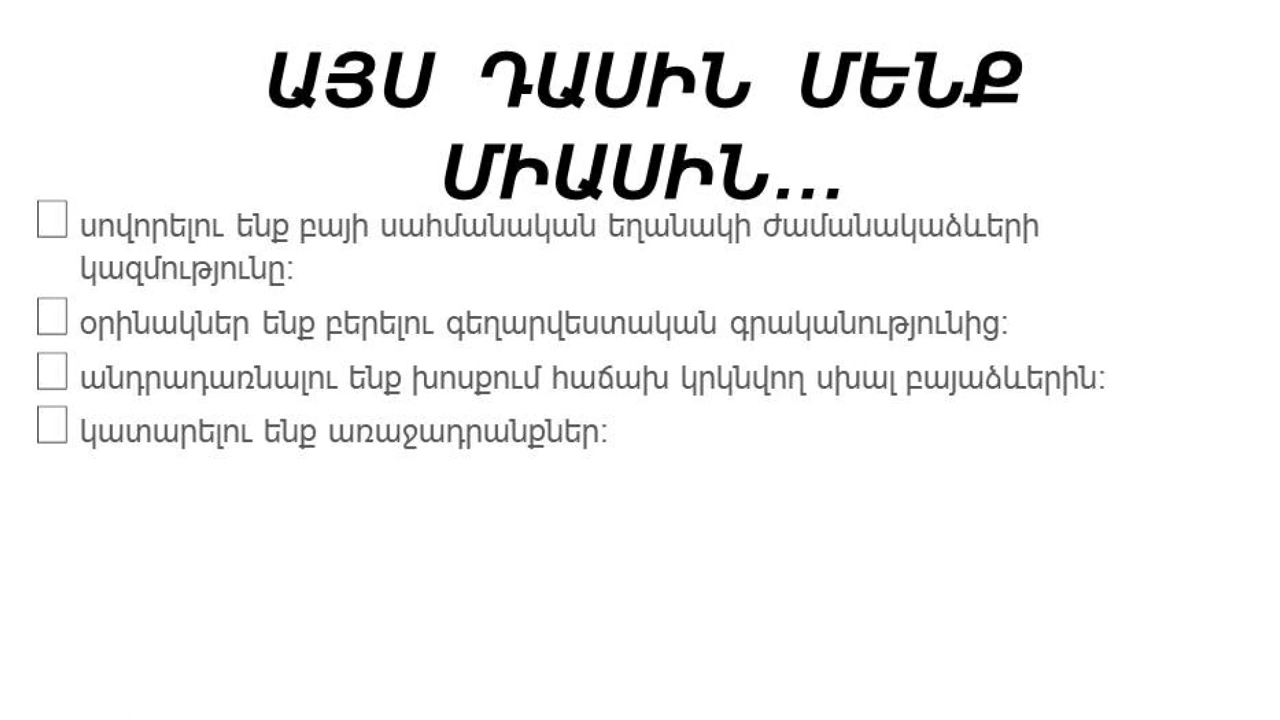 ԱՅՍ ԴԱՍԻՆ ՄԵՆՔ
ՄԻԱՍԻՆ...
սովորելու ենք բայի սահմանական եղանակի ժամանակաձևերի
կազմությունը:
օրինակներ ենք բերելու գեղարվեստական գրականությունից:
անդրադառնալու ենք խոսքում հաճախ կրկնվող սխալ բայաձևերին:
կատարելու ենք առաջադրանքներ: